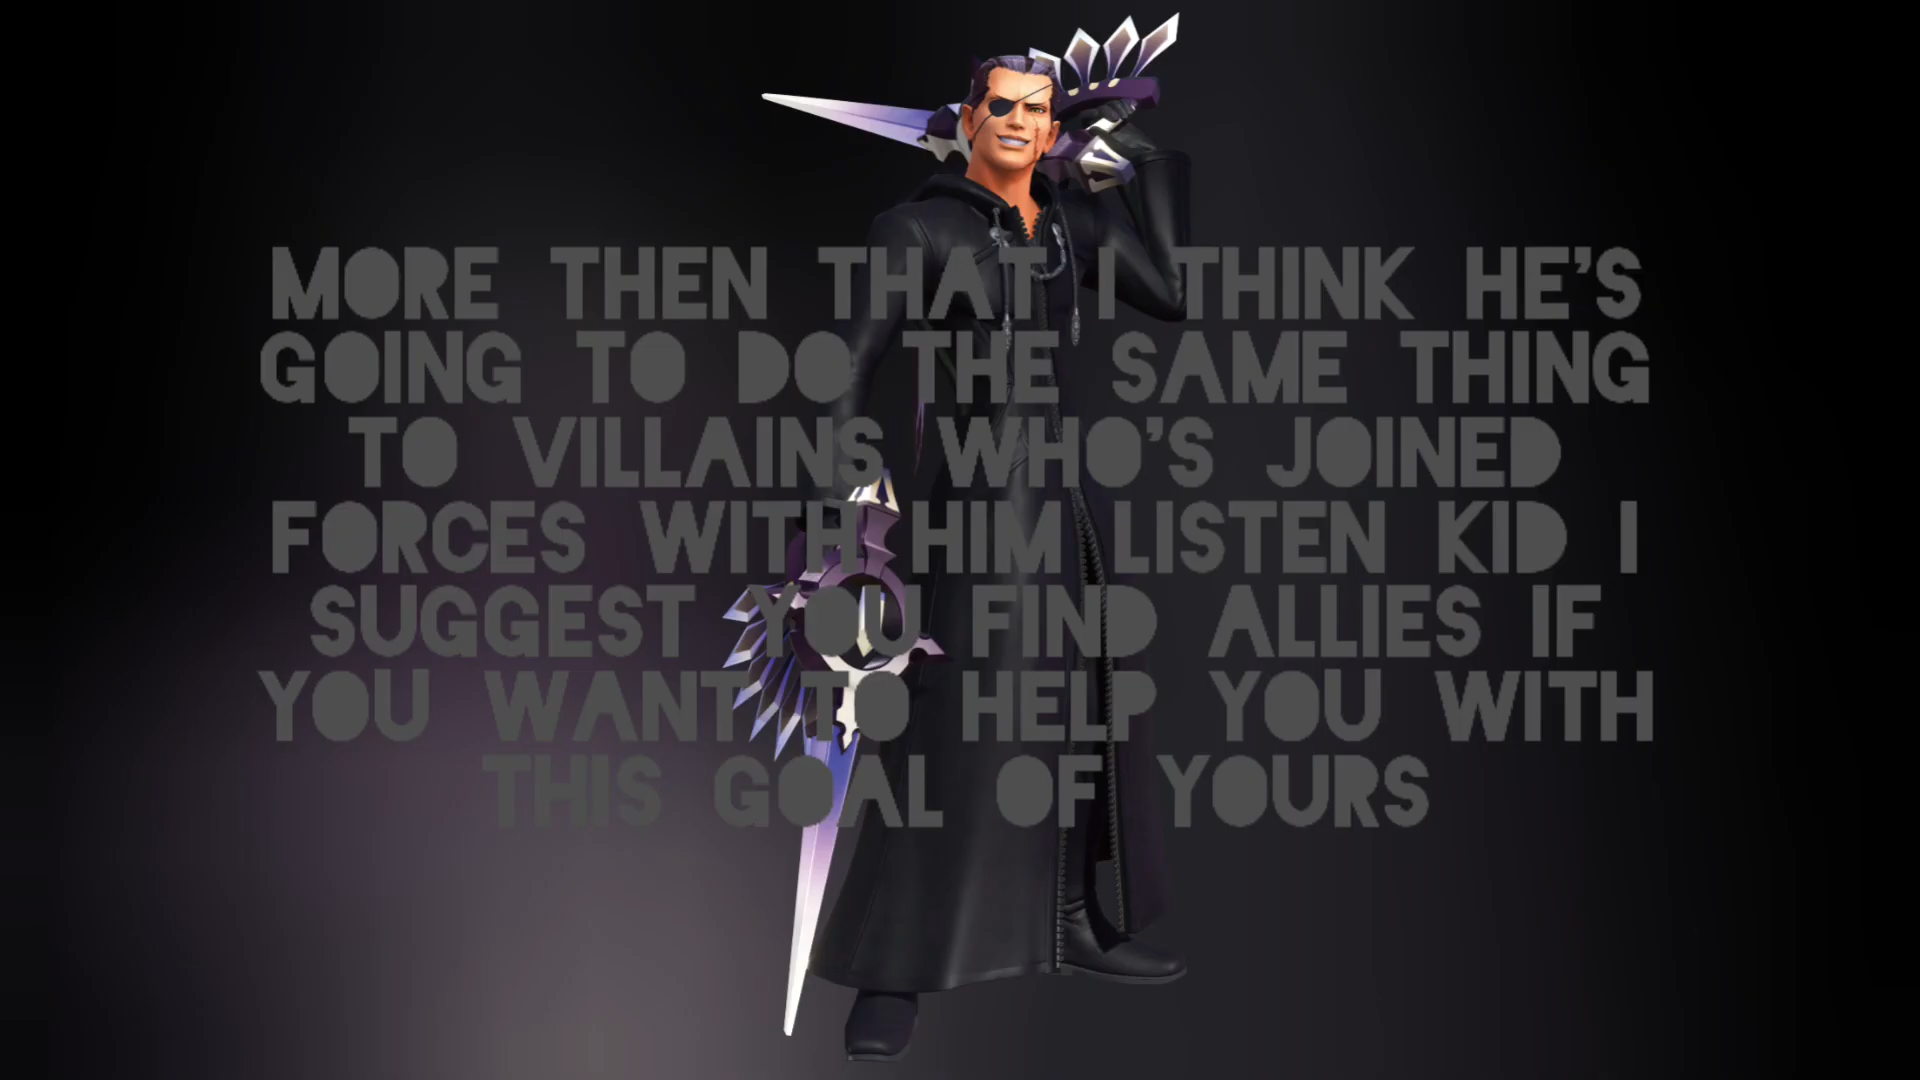 MORE THEN THAT I THINK HE'S
GOING TO DO THE SAME THING
TO VILLAINS WHO'S JOINED
FORCES WITH HIM LISTEN KID I
SUGGEST YOU FIND ALLIES IF
YOU WANT TO HELP YOU WITH
THIS GOAL OF YOURS